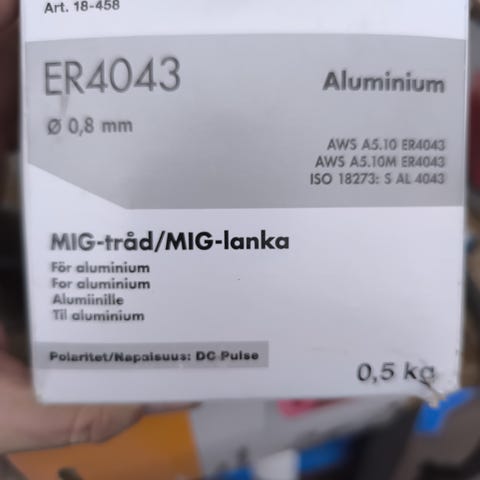 Art. 18-458
ER4043
Aluminium
Ø 0,8 mm
AWS A5.10 ER4043
AWS A5.10M ER4043
ISO 18273: S AL 4043
MIG-tråd/MIG-lanka
För aluminium
For aluminium
Alumiinille
Til aluminium
Polaritet/Napaisuus: DC Pulse
0,5 kg